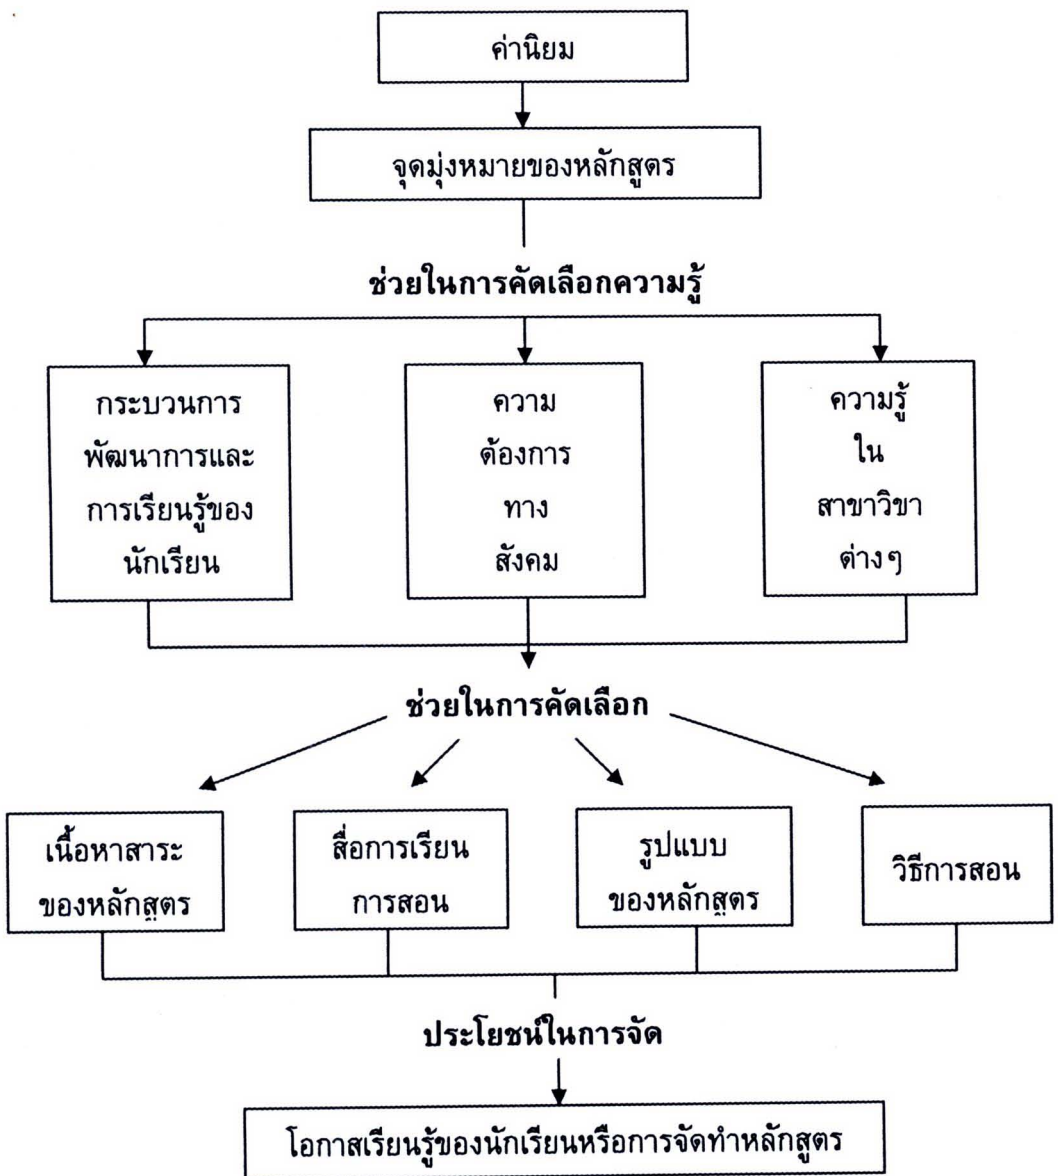 ค่านิยม
จุดมุ่งหมายของหลักสูตร
ช่วยในการคัดเลือกความรู้
กระบวนการ
พัฒนาการและ
การเรียนรู้ของ
นักเรียน
ความ
ต้องการ
ทาง
สังคม
ความรู้
ใน
สาขาวิขา
ต่างๆ
ช่วยในการคัดเลือก
เนื้อหาสาระ
ของหลักสูตร
สื่อการเรียน
การสอน
รูปแบบ
ของหลักสูตร
วิธีการสอน
ประโยชน์ในการจัด
โอกาสเรียนรู้ของนักเรียนหรือการจัดทำหลักสูตร